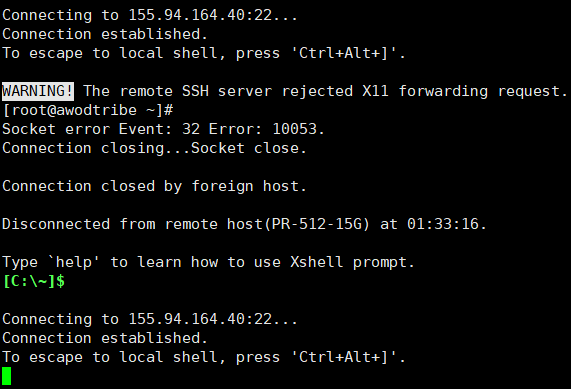 Connecting to 155.94.164.40:22...
Connection established.
To escape to local shell, press 'Ctrl+Alt+]'.
WARNING! The remote SSH server rejected X11 forwarding request.
[root@awodtribe ~]#
Socket error Event: 32 Error: 10053.
Connection closing...Socket close.
Connection closed by foreign host.
Disconnected from remote host(PR-512-15G) at 01:33:16.
Type `help' to learn how to use Xshell prompt.
[C:\~]$
Connecting to 155.94.164.40:22...
Connection established.
To escape to local shell, press 'Ctrl+Alt+]'.